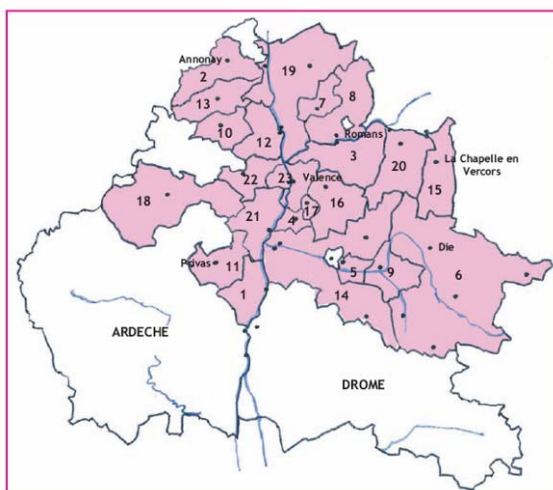 Annonay
19
2
13
7
8
10
12
Romans
3
20
La Chapelle en
Vercors
15
22
23
Valence
18
17
16
4
21
Die
Privas
11
5
9
6
1
14
ARDECHE
DROME